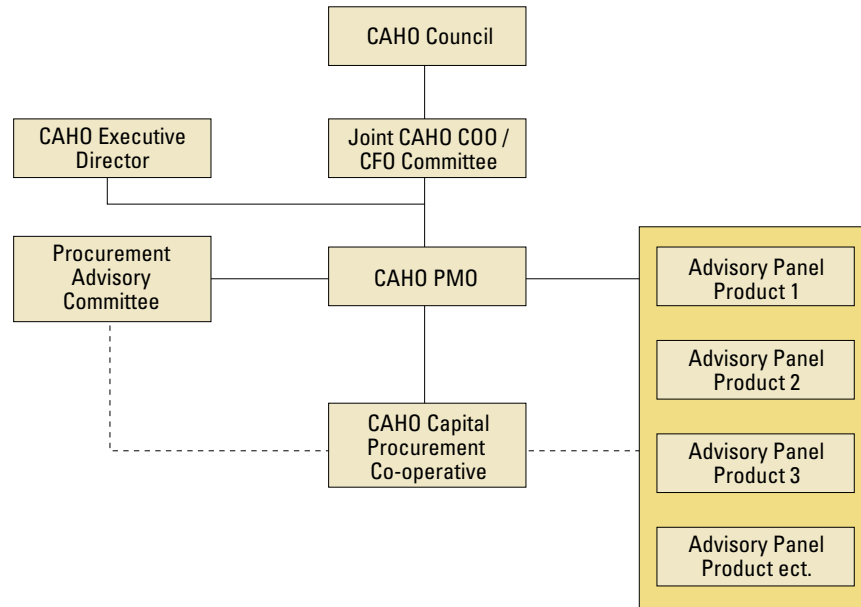 CAHO Council
CAHO Executive
Director
Joint CAHO COO /
CFO Committee
Procurement
Advisory
Committee
CAHO PMO
Advisory Panel
Product 1
Advisory Panel
Product 2
CAHO Capital
Procurement
Co-operative
Advisory Panel
Product 3
Advisory Panel
Product ect.